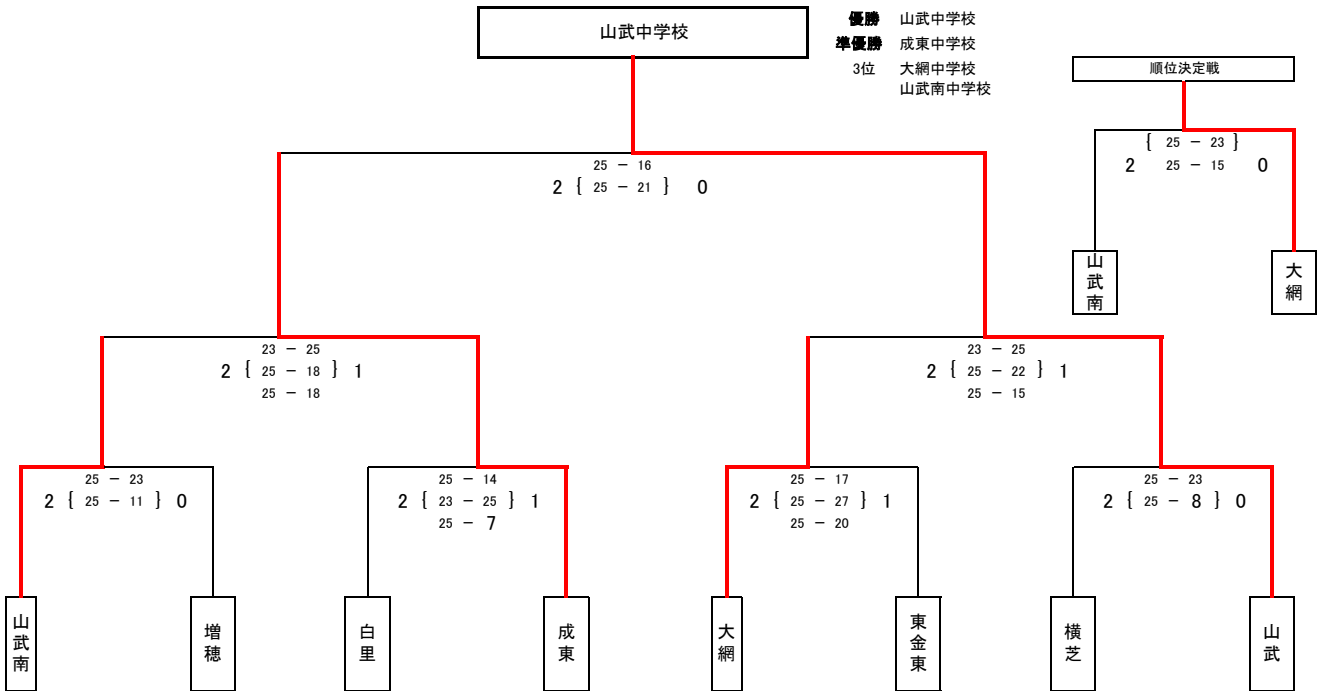 山武中学校
優勝 山武中学校
準優勝 成東中学校
3位 大網中学校
山武南中学校
順位決定戦
{ 25 － 23 }
2 25 － 15 0
山武南
大網
25 － 16
2 { 25 － 21 } 0
23 － 25
2 { 25 － 18 } 1
25 － 18
23 － 25
2 { 25 － 22 } 1
25 － 15
25 － 23
2 { 25 － 11 } 0
25 － 14
2 { 23 － 25 } 1
25 － 7
25 － 17
2 { 25 － 27 } 1
25 － 20
25 － 23
2 { 25 － 8 } 0
山武南
増穂
白里
成東
大網
東金東
横芝
山武